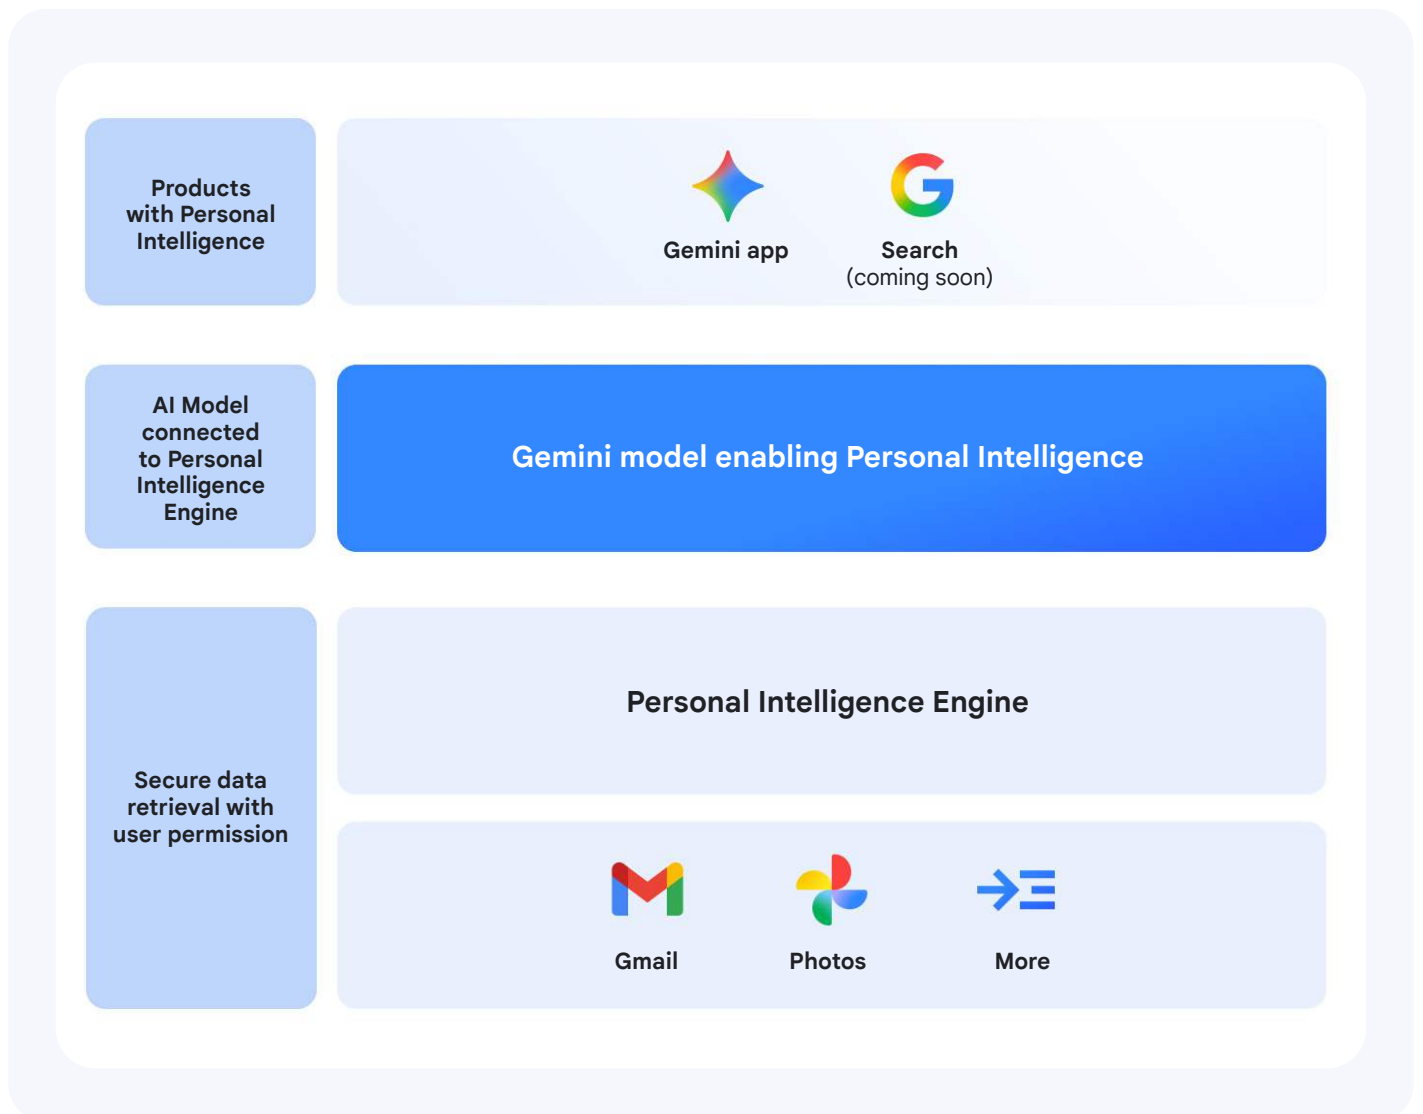 Products
with Personal
Intelligence
Gemini app
Search
(coming soon)
AI Model
connected
to Personal
Intelligence
Engine
Gemini model enabling Personal Intelligence
Secure data
retrieval with
user permission
Personal Intelligence Engine
Gmail
Photos
More